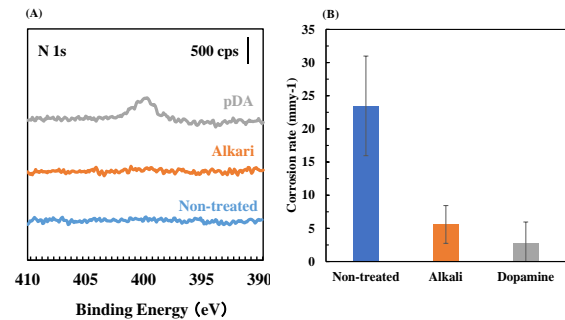 (A)
N 1s
500 cps
pDA
Alkari
Non-treated
410 405 400 395 390
Binding Energy (eV)
(B)
Corrosion rate (mmy-1)
35
30
25
20
15
10
5
0
Non-treated Alkali Dopamine